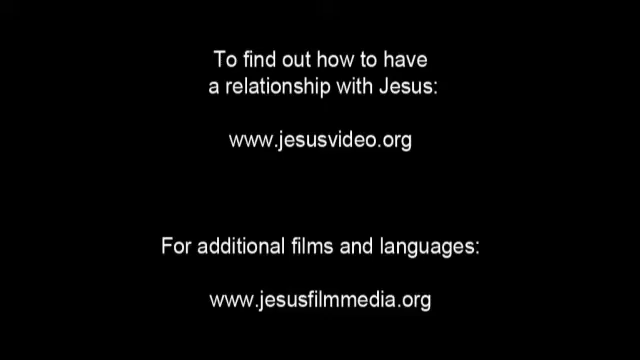 To find out how to have
a relationship with Jesus:
www.jesusvideo.org
For additional films and languages:
www.jesusfilmmedia.org